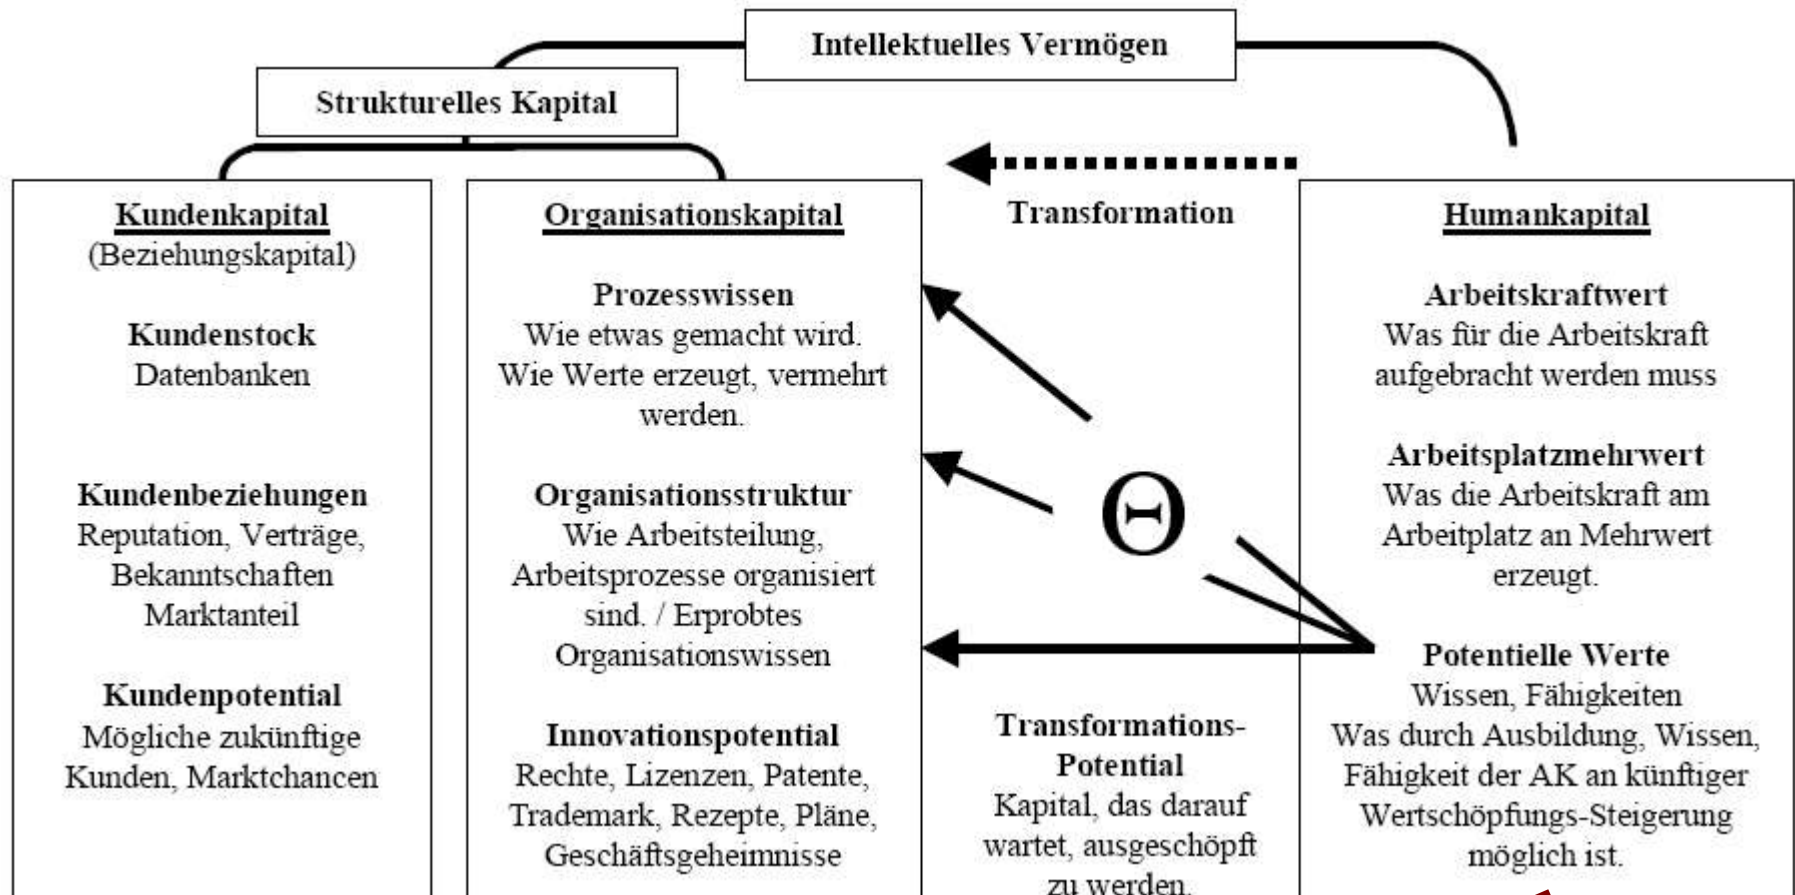 Intellektuelles Vermögen
Strukturelles Kapital
Kundenkapital
(Beziehungskapital)
Kundenstock
Datenbanken
Kundenbeziehungen
Reputation, Verträge,
Bekanntschaften
Marktanteil
Kundenpotential
Mögliche zukünftige
Kunden, Marktchancen
Organisationskapital
Prozesswissen
Wie etwas gemacht wird.
Wie Werte erzeugt, vermehrt
werden.
Organisationsstruktur
Wie Arbeitsteilung,
Arbeitsprozesse organisiert
sind. / Erprobtes
Organisationswissen
Innovationspotential
Rechte, Lizenzen, Patente,
Trademark, Rezepte, Pläne,
Geschäftsgeheimnisse
Transformation
Θ
Transformations-
Potential
Kapital, das darauf
wartet, ausgeschöpft
zu werden.
Humankapital
Arbeitskraftwert
Was für die Arbeitskraft
aufgebracht werden muss
Arbeitsplatzmehrwert
Was die Arbeitskraft am
Arbeitplatz an Mehrwert
erzeugt.
Potentielle Werte
Wissen, Fähigkeiten
Was durch Ausbildung, Wissen,
Fähigkeit der AK an künftiger
Wertschöpfungs-Steigerung
möglich ist.